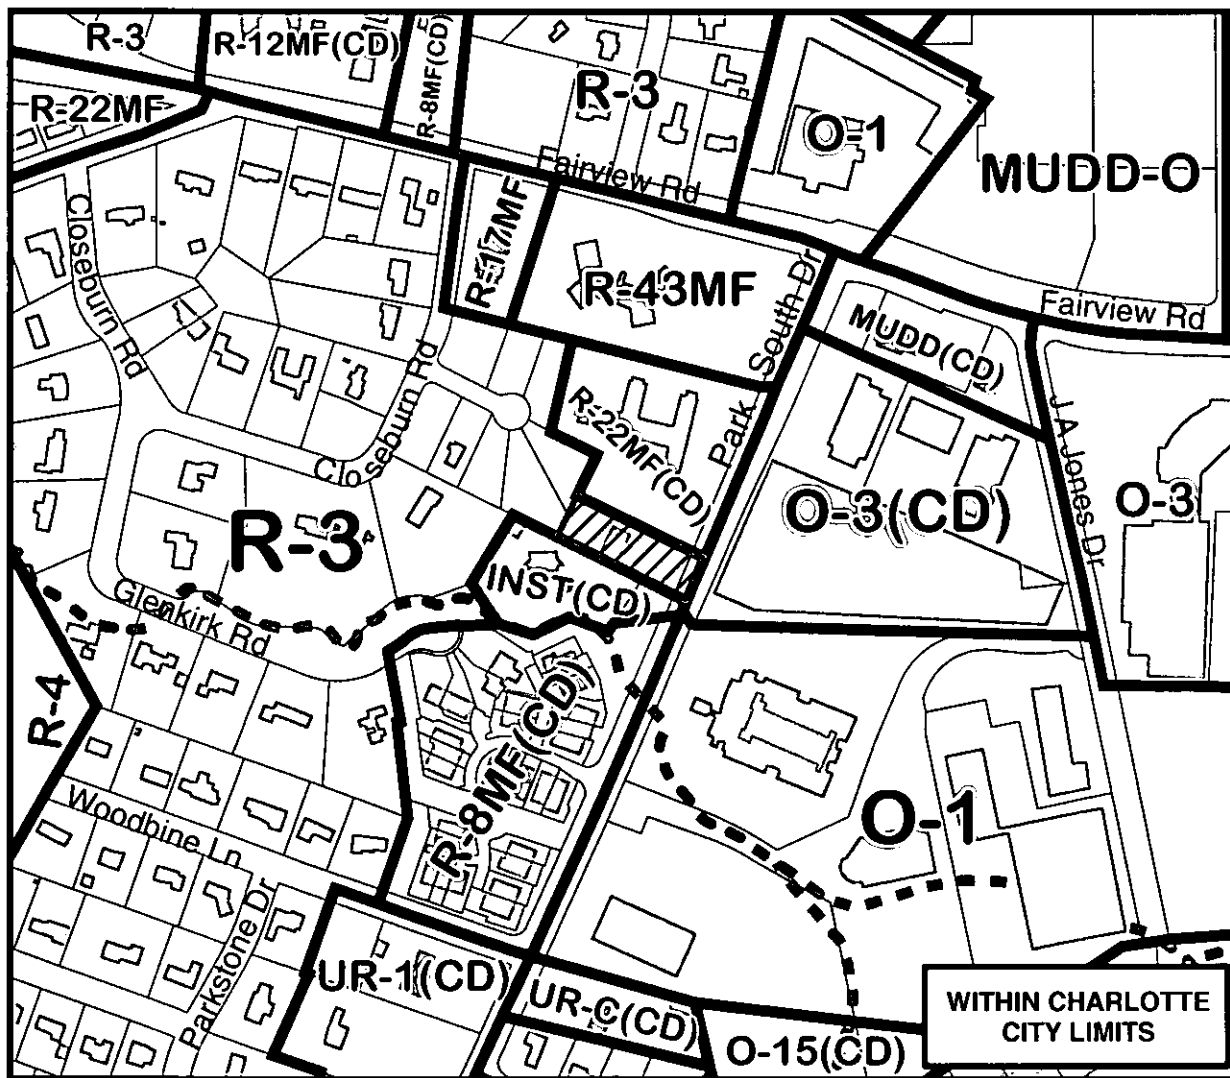 R-3
R-12MF(CD)
R-8MF(CD)
R-3
O-1
MUDD-O
R-22MF
Fairview Rd
R-17MF
R-43MF
South Dr
Park
Fairview Rd
MUDD(CD)
Closeburn Rd
Closeburn Rd
Closeburn Rd
R-22MF(CD)
J A Jones Dr
O-3(CD)
O-3
R-3
INST(CD)
Glenkirk Rd
R-4
R-8MF(CD)
O-1
Woodbine Ln
Parkstone Dr
UR-1(CD)
UR-C(CD)
O-15(CD)
WITHIN CHARLOTTE
CITY LIMITS